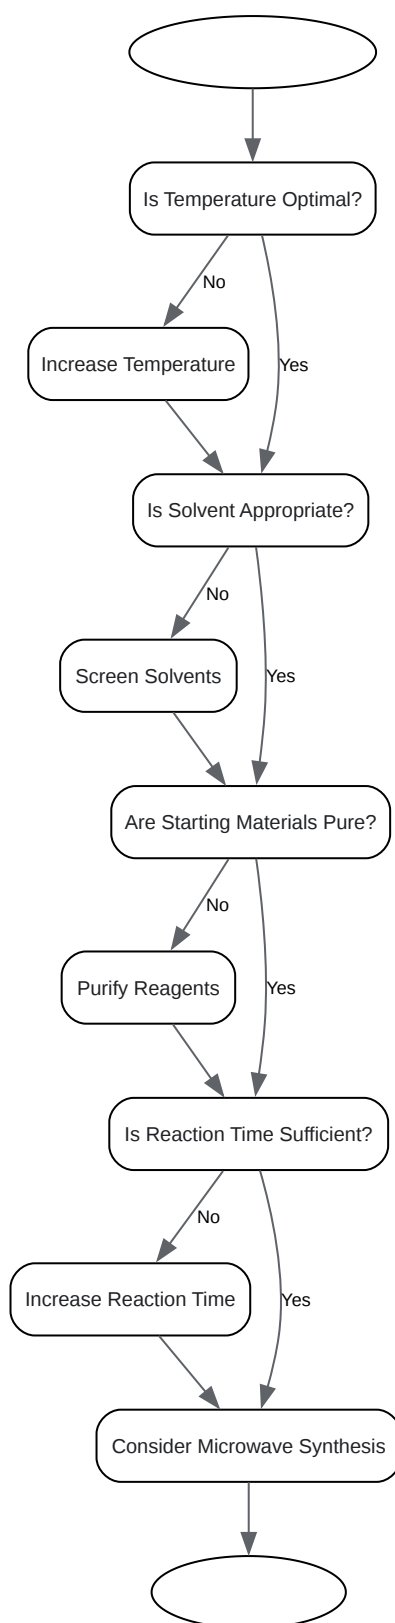 Is Temperature Optimal?
No
Increase Temperature
Yes
Is Solvent Appropriate?
No
Screen Solvents
Yes
Are Starting Materials Pure?
No
Purify Reagents
Yes
Is Reaction Time Sufficient?
No
Increase Reaction Time
Yes
Consider Microwave Synthesis